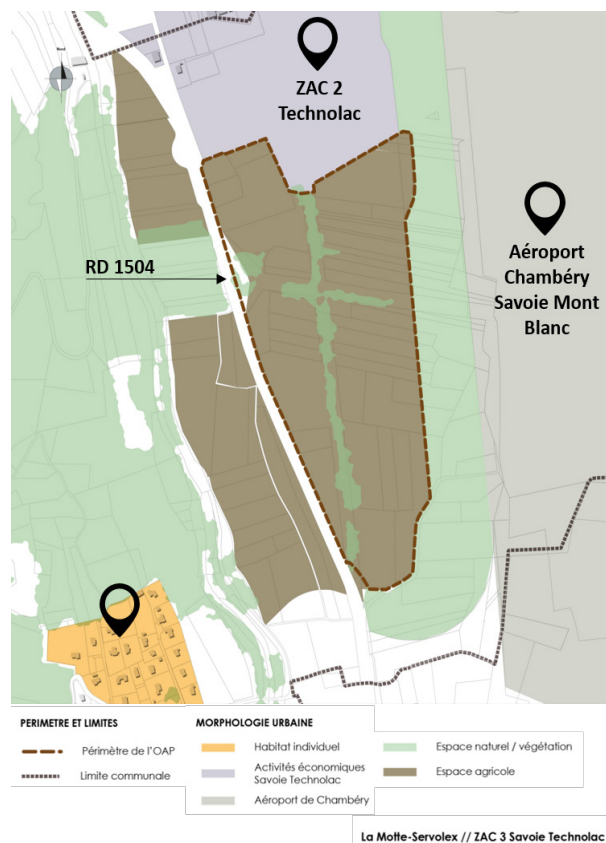 ZAC 2
Technolac
Nord
RD 1504
Aéroport
Chambéry
Savoie Mont
Blanc
PERIMETRE ET LIMITES
Périmètre de l'OAP
Limite communale
MORPHOLOGIE URBAINE
Habitat individuel
Activités économiques
Savoie Technolac
Aéroport de Chambéry
Espace naturel / végétation
Espace agricole
La Motte-Servolex // ZAC 3 Savoie Technolac